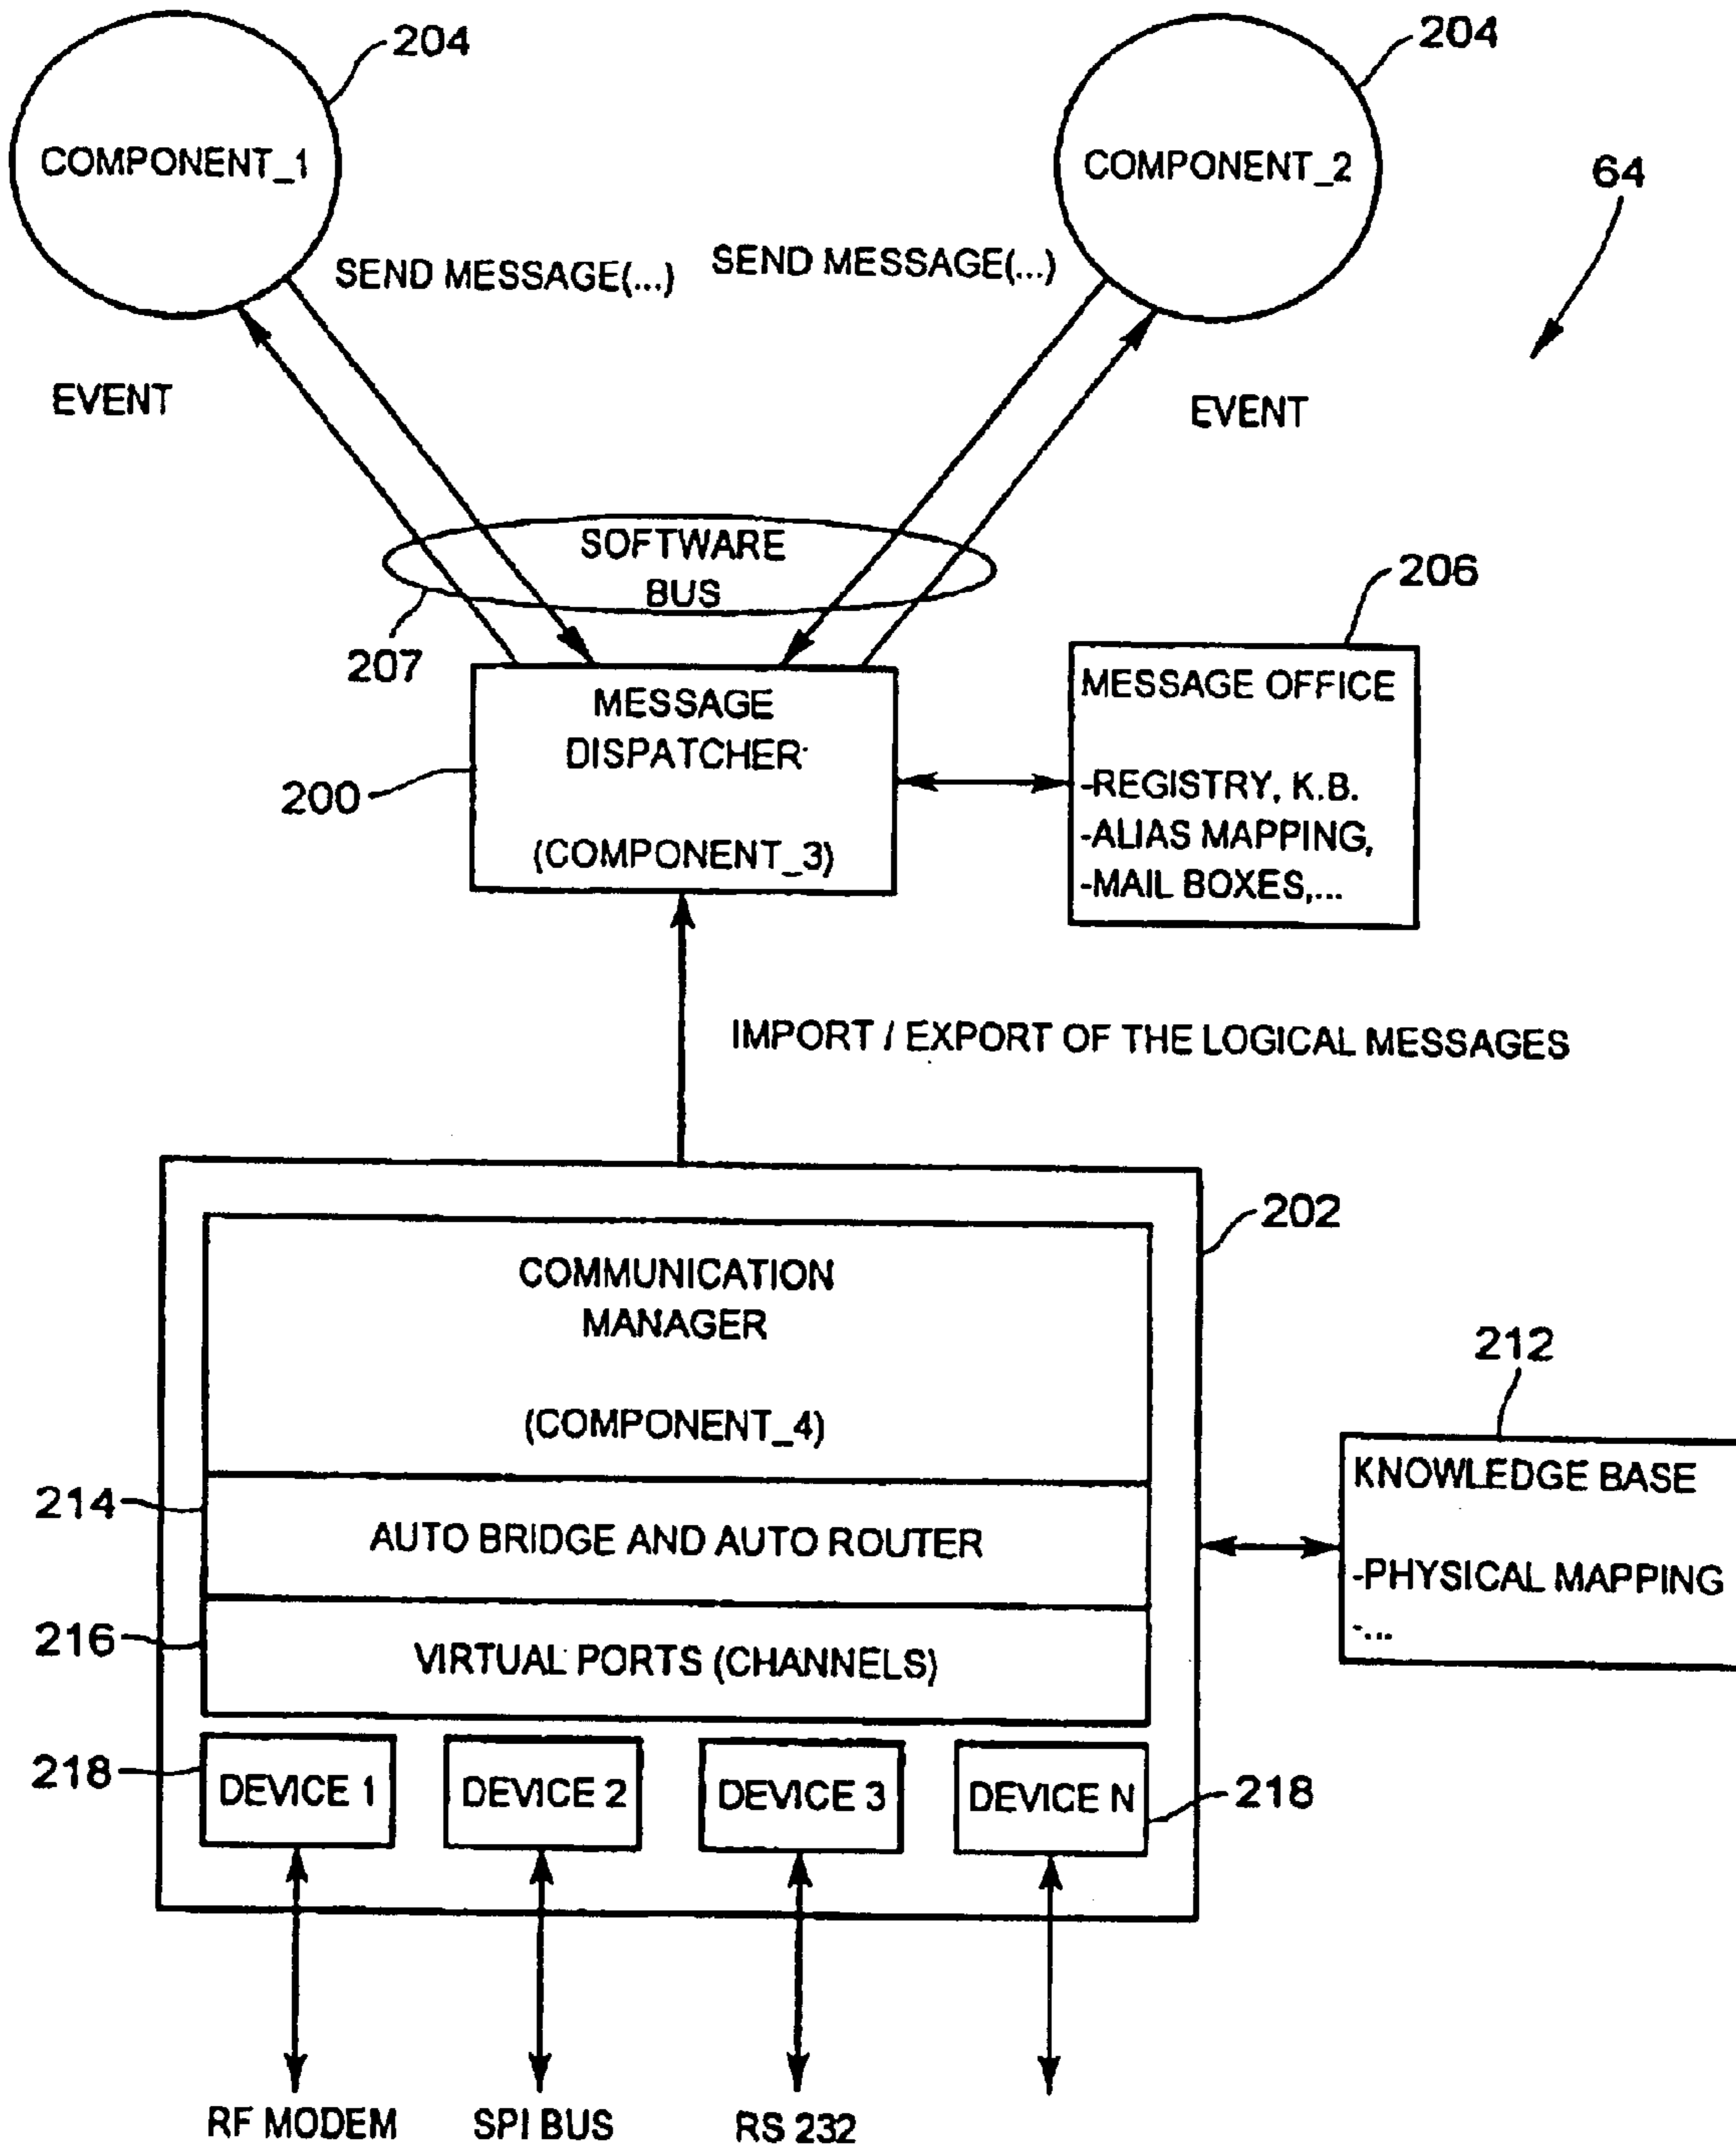 204
204
COMPONENT_1
COMPONENT_2
64
SEND MESSAGE(...)
SEND MESSAGE(...)
EVENT
EVENT
SOFTWARE
BUS
207
206
MESSAGE
DISPATCHER
(COMPONENT_3)
200
MESSAGE OFFICE
-REGISTRY, K.B.
-ALIAS MAPPING,
-MAIL BOXES,...
IMPORT / EXPORT OF THE LOGICAL MESSAGES
202
COMMUNICATION
MANAGER
(COMPONENT_4)
212
KNOWLEDGE BASE
-PHYSICAL MAPPING
-...
214
AUTO BRIDGE AND AUTO ROUTER
216
VIRTUAL PORTS (CHANNELS)
218
DEVICE 1
DEVICE 2
DEVICE 3
DEVICE N
218
RF MODEM
SPI BUS
RS 232